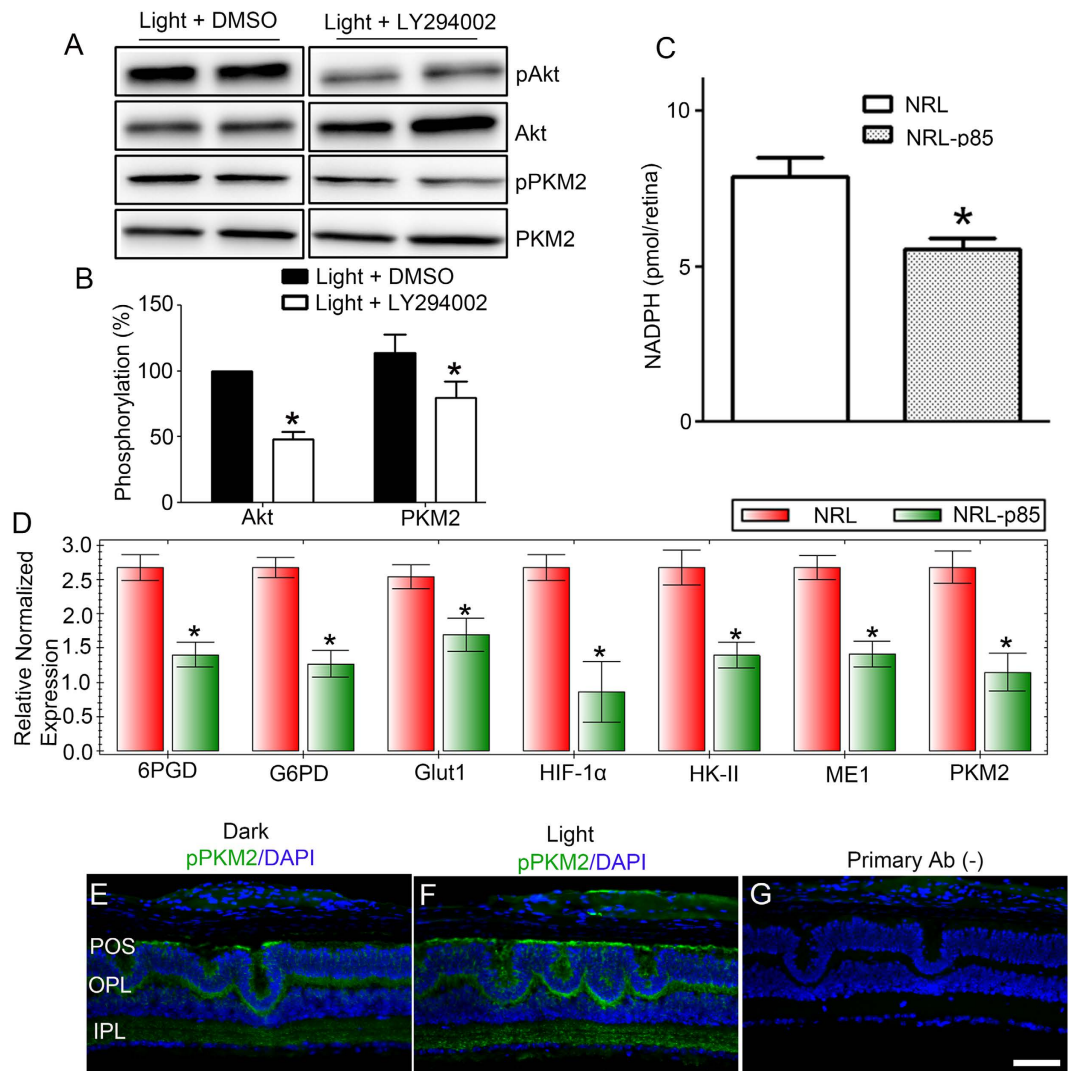 A
Light + DMSO
Light + LY294002
pAkt
Akt
pPKM2
PKM2
B
Light + DMSO
Light + LY294002
Phosphorylation (%)
150
100
50
0
Akt
PKM2
C
NRL
NRL-p85
NADPH (pmol/retina)
10
5
0
*
*
*
D
NRL
NRL-p85
Relative Normalized
Expression
3.0
2.5
2.0
1.5
1.0
0.5
0.0
*
*
*
*
*
*
*
6PGD
G6PD
Glut1
HIF-1α
HK-II
ME1
PKM2
Dark
pPKM2/DAPI
Light
pPKM2/DAPI
Primary Ab (-)
E
F
G
POS
OPL
IPL